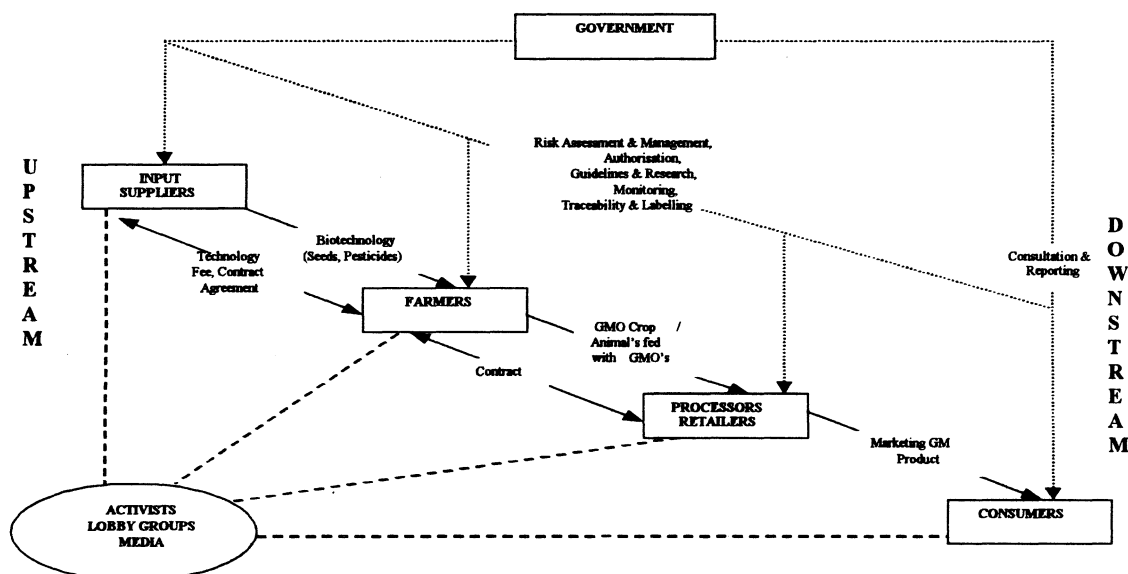 GOVERNMENT
Risk Assessment & Management,
Authorisation,
Guidelines & Research,
Monitoring,
Traceability & Labelling
UPSTREAM
INPUT
SUPPLIERS
Biotechnology
(Seeds, Pesticides)
Technology
Fee, Contract
Agreement
Consultation &
Reporting
DOWNSTREAM
FARMERS
GMO Crop /
Animal's fed
with GMO's
Contract
PROCESSORS
RETAILERS
Marketing GM
Product
ACTIVISTS
LOBBY GROUPS
MEDIA
CONSUMERS